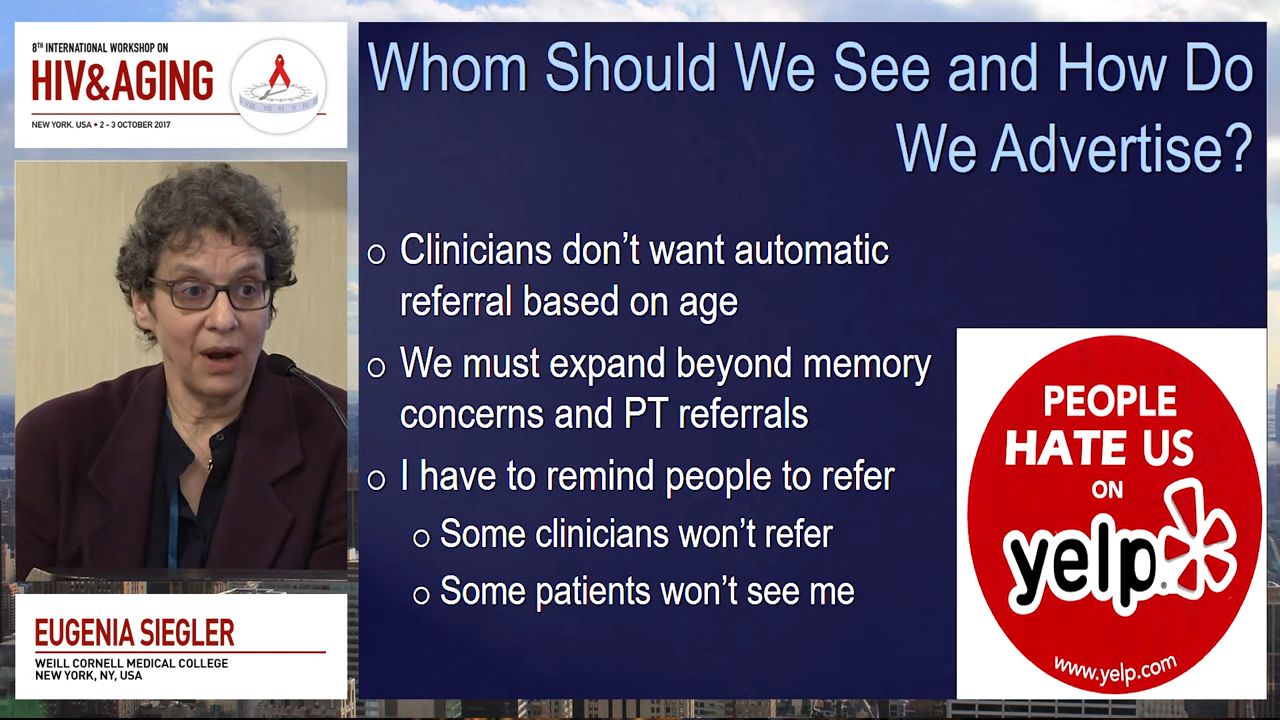 8TH INTERNATIONAL WORKSHOP ON
HIV&AGING
NEW YORK, USA • 2 - 3 OCTOBER 2017
EUGENIA SIEGLER
WEILL CORNELL MEDICAL COLLEGE
NEW YORK, NY, USA
Whom Should We See and How Do
We Advertise?
o Clinicians don't want automatic
referral based on age
o We must expand beyond memory
concerns and PT referrals
o I have to remind people to refer
o Some clinicians won't refer
o Some patients won't see me
PEOPLE
HATE US
ON
yelp
www.yelp.com